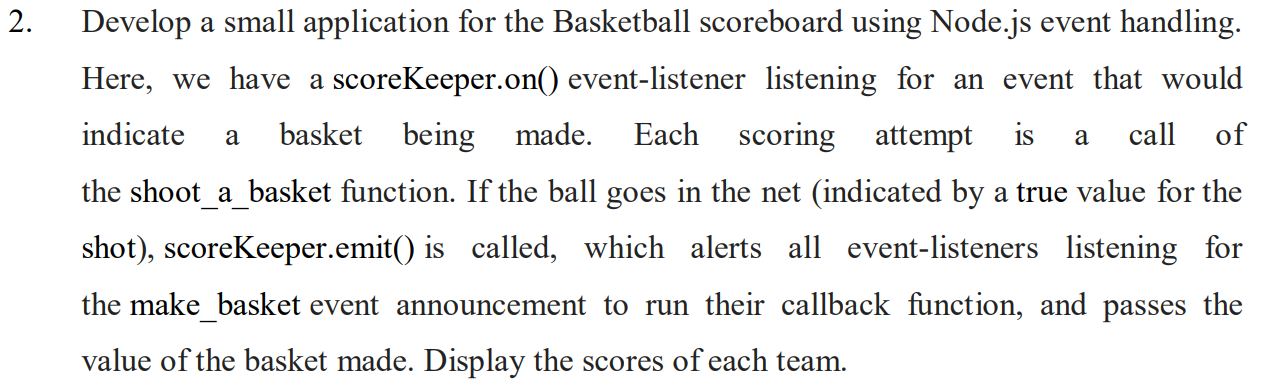 2. Develop a small application for the Basketball scoreboard using Node.js event handling.
Here, we have a scoreKeeper.on() event-listener listening for an event that would
indicate a basket being made. Each scoring attempt is a call of
the shoot_a_basket function. If the ball goes in the net (indicated by a true value for the
shot), scoreKeeper.emit() is called, which alerts all event-listeners listening for
the make_basket event announcement to run their callback function, and passes the
value of the basket made. Display the scores of each team.